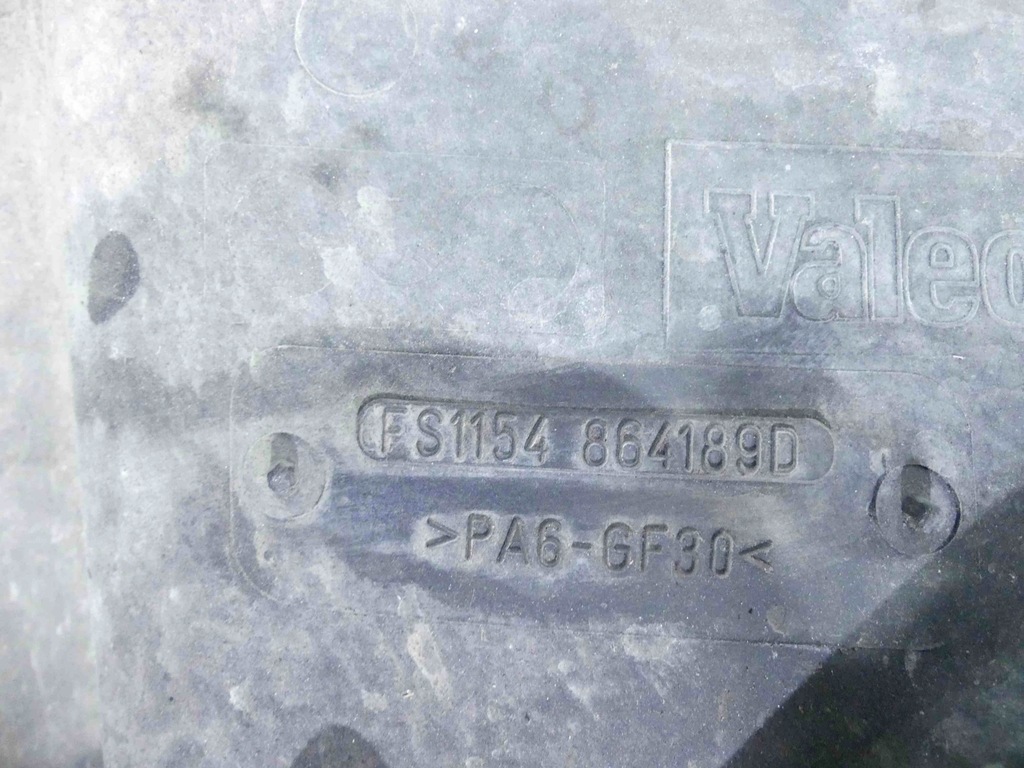 Valeo
FS1154 864189D
>PA6-GF30<